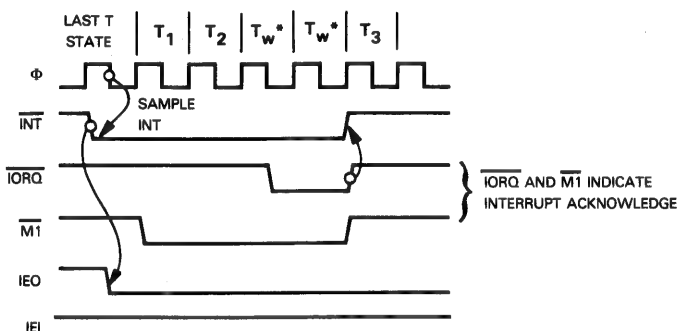 LAST T
STATE
T1 T2 Tw* Tw* T3
Φ
SAMPLE
INT
INT
IORQ
IORQ AND M1 INDICATE
INTERRUPT ACKNOWLEDGE
M1
IEO
IEI